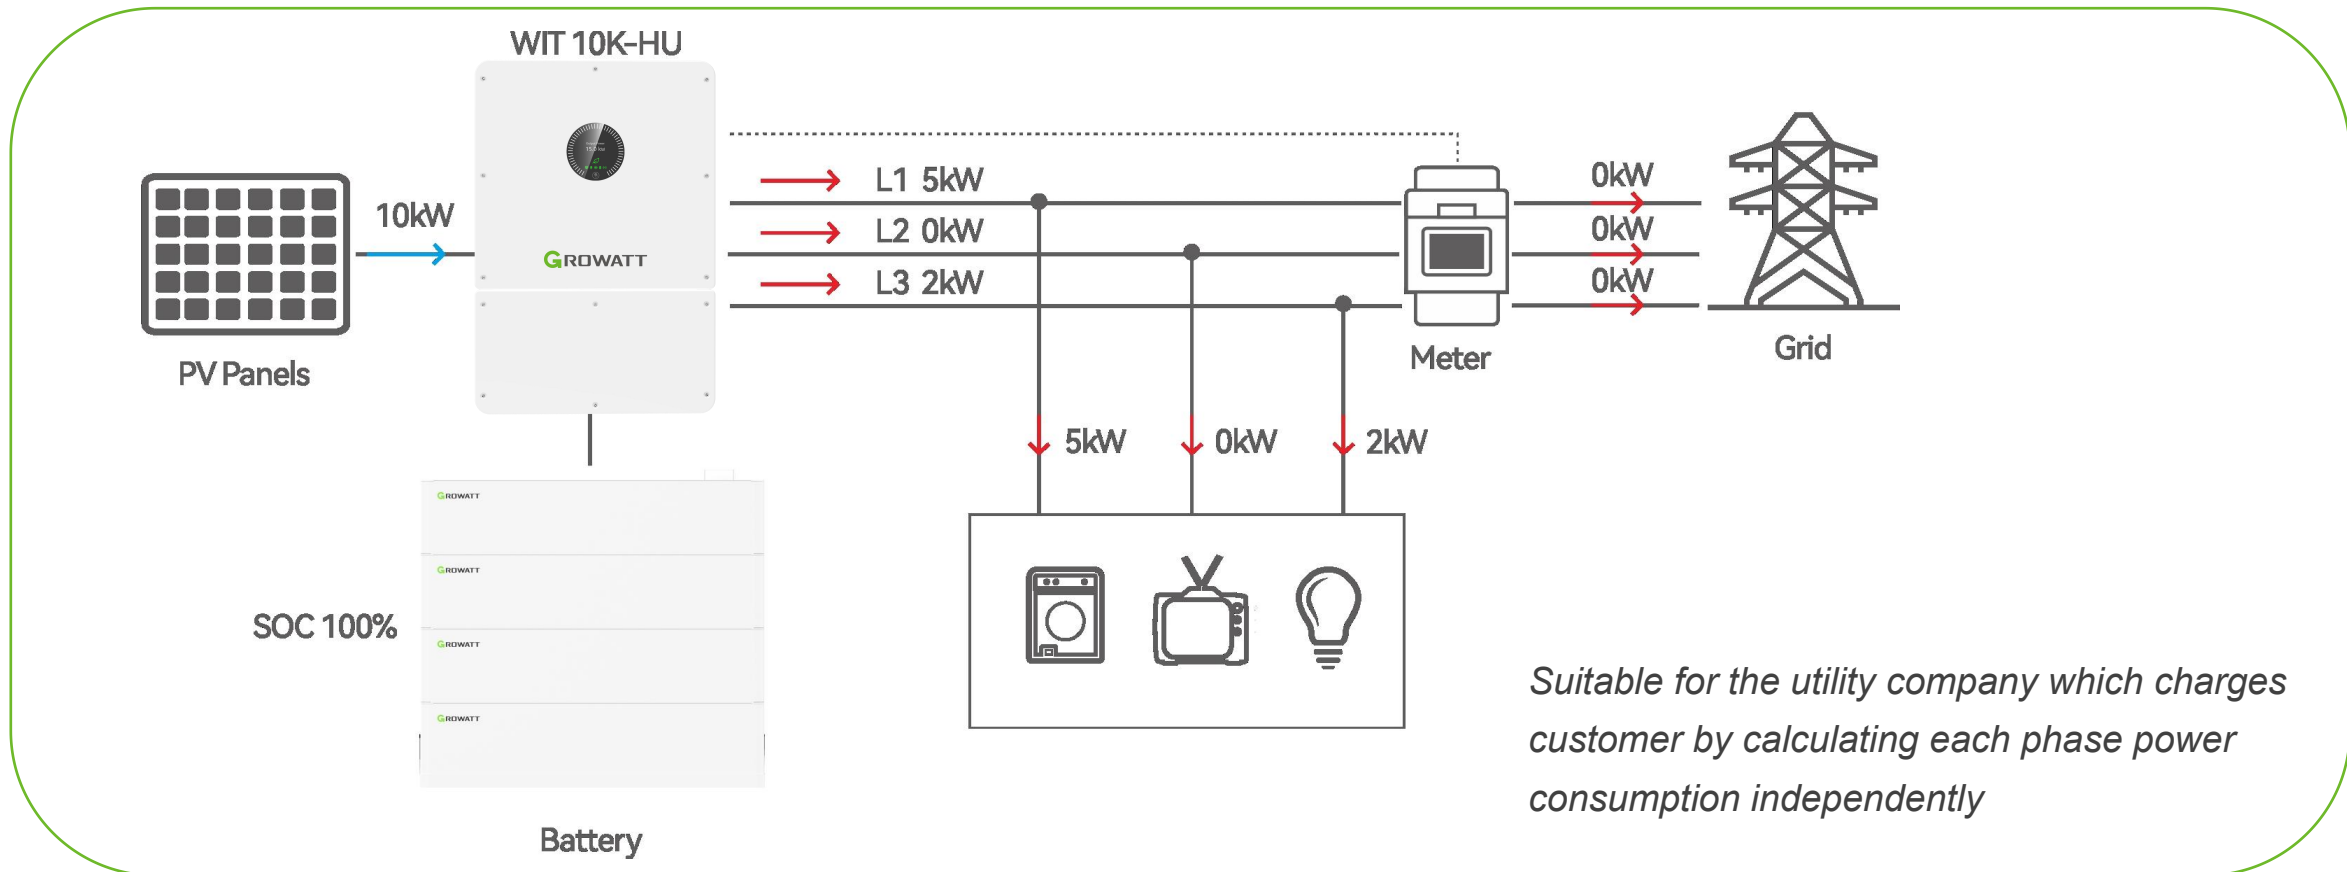 WIT 10K-HU
10kW
GROWATT
PV Panels
L1 5kW
L2 0kW
L3 2kW
0kW
0kW
0kW
Meter
Grid
5kW
0kW
2kW
GROWATT
GROWATT
GROWATT
GROWATT
SOC 100%
Battery
Suitable for the utility company which charges
customer by calculating each phase power
consumption independently